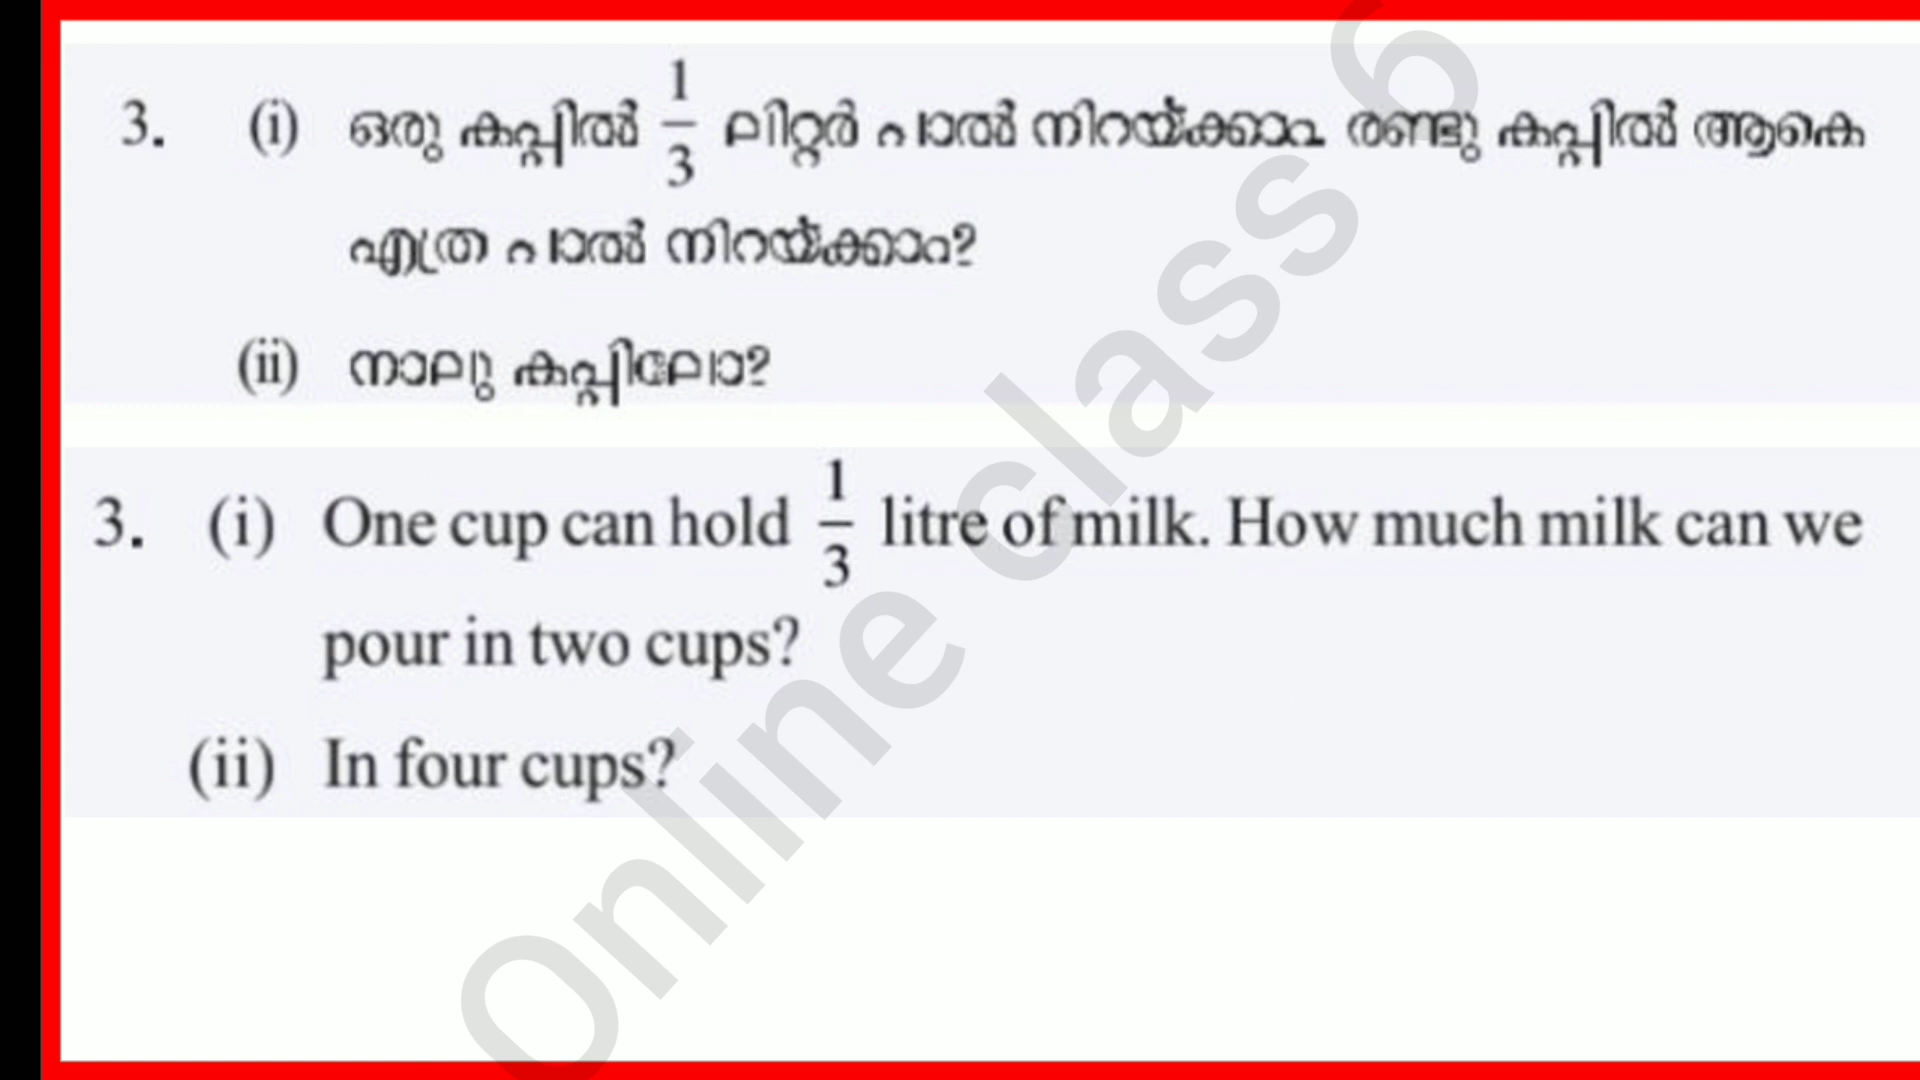 3. (i) ഒരു കപ്പിൽ 1/3 ലിറ്റർ പാൽ നിറയ്ക്കാം. രണ്ടു കപ്പിൽ ആകെ
എത്ര പാൽ നിറയ്ക്കാം?
(ii) നാലു കപ്പിലോ?
3. (i) One cup can hold 1/3 litre of milk. How much milk can we
pour in two cups?
(ii) In four cups?
Online class 6